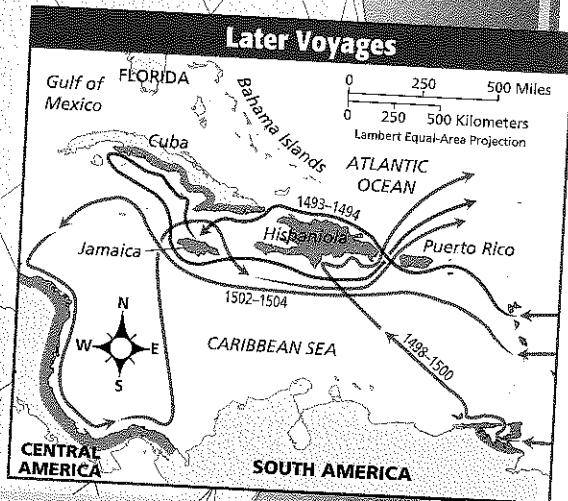 Later Voyages
Gulf of
Mexico
FLORIDA
Bahama Islands
0 250 500 Miles
0 250 500 Kilometers
Lambert Equal-Area Projection
Cuba
ATLANTIC
OCEAN
1493–1494
Hispaniola
Puerto Rico
Jamaica
1502–1504
N
W E
S
CARIBBEAN SEA
1498–1500
CENTRAL
AMERICA
SOUTH AMERICA